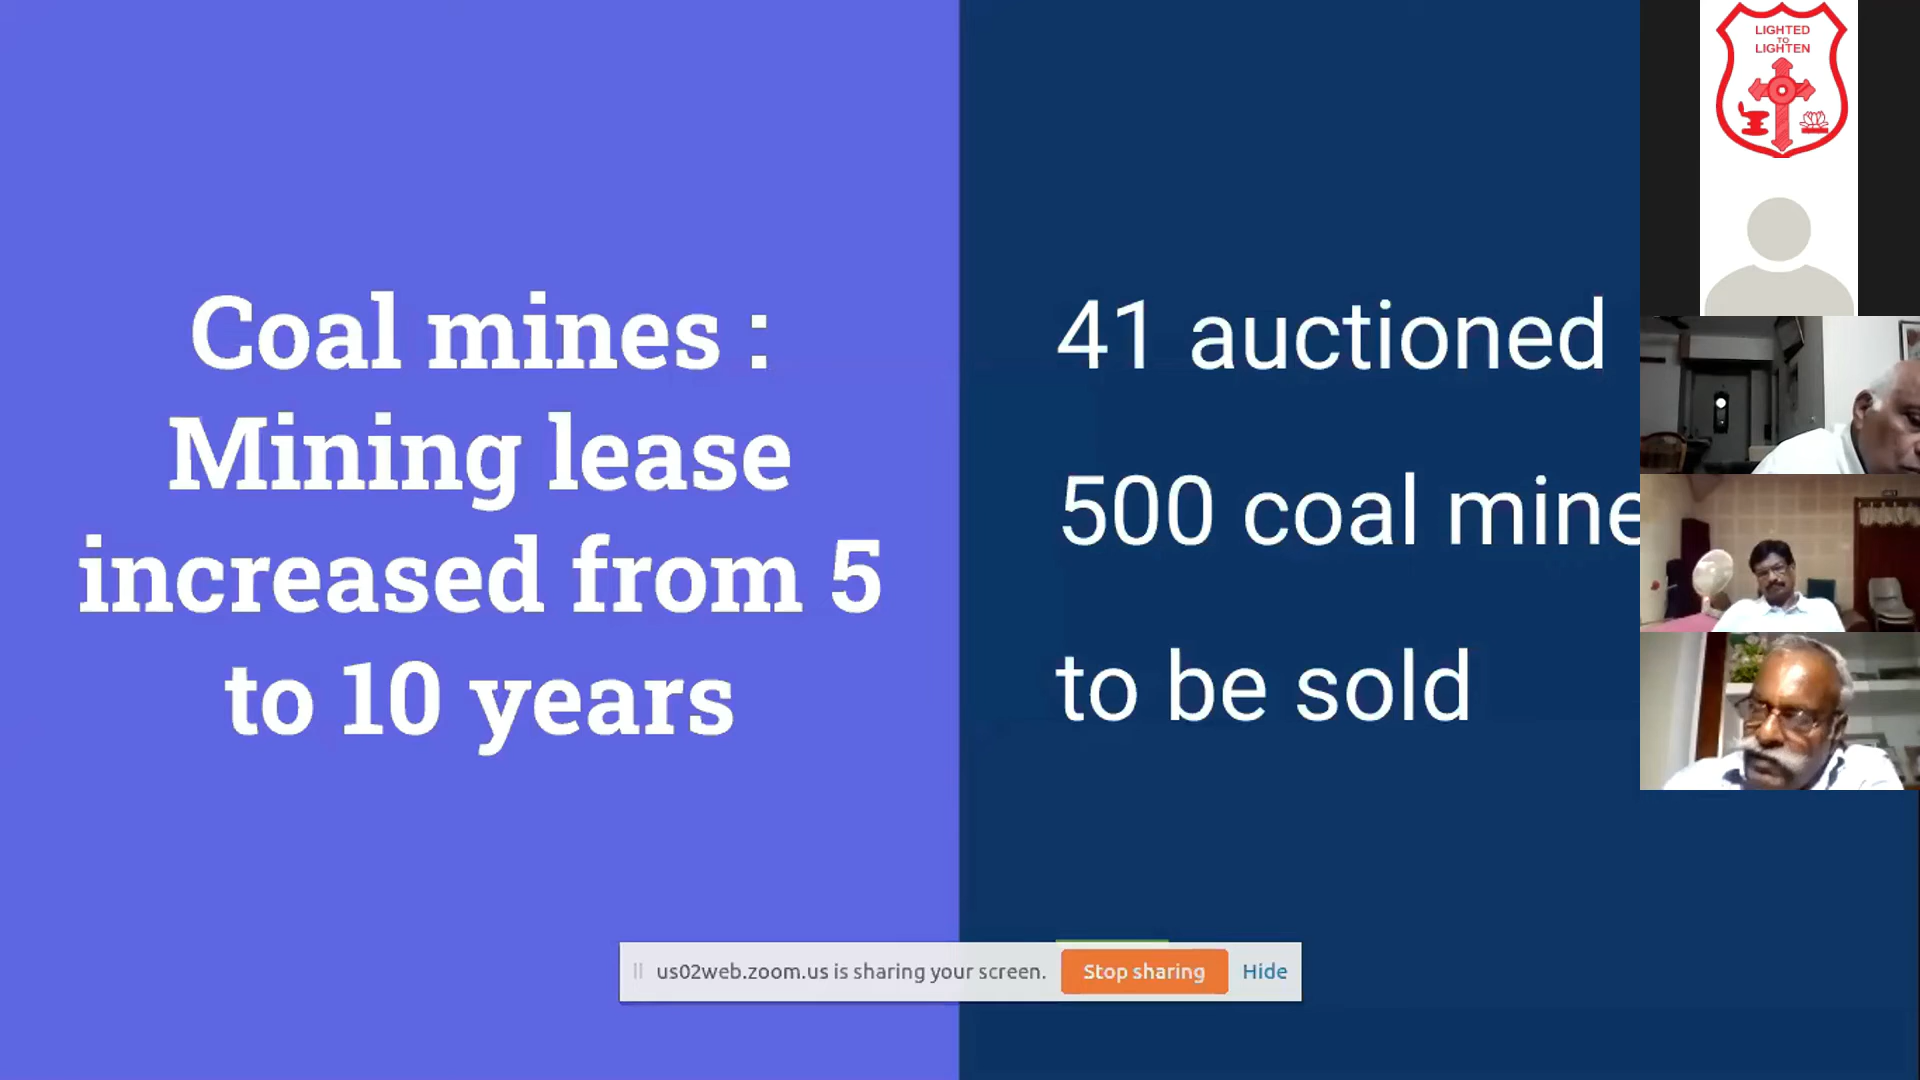 Coal mines :
Mining lease
increased from 5
to 10 years
41 auctioned
500 coal mine
to be sold
LIGHTED
TO
LIGHTEN
us02web.zoom.us is sharing your screen.
Stop sharing
Hide